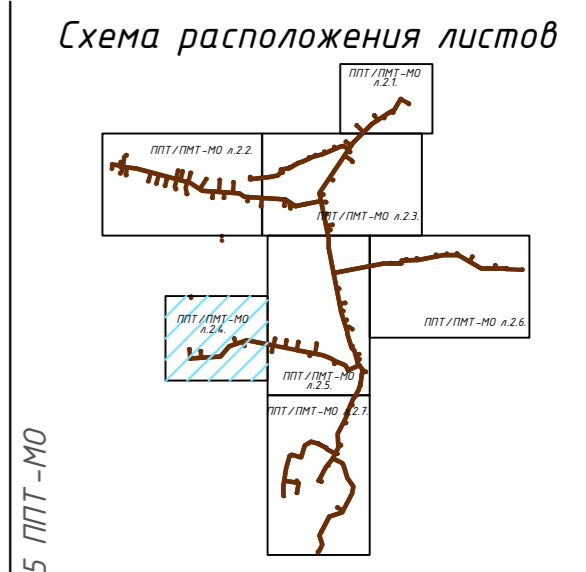 Схема расположения листов
ППТ/ПМТ-МО
л.2.1.
ППТ/ПМТ-МО л.2.2.
ППТ/ПМТ-МО л.2.3.
ППТ/ПМТ-МО
л.2.4.
ППТ/ПМТ-МО
л.2.5.
ППТ/ПМТ-МО л.2.6.
ППТ/ПМТ-МО л.2.7.
5 ППТ-МО